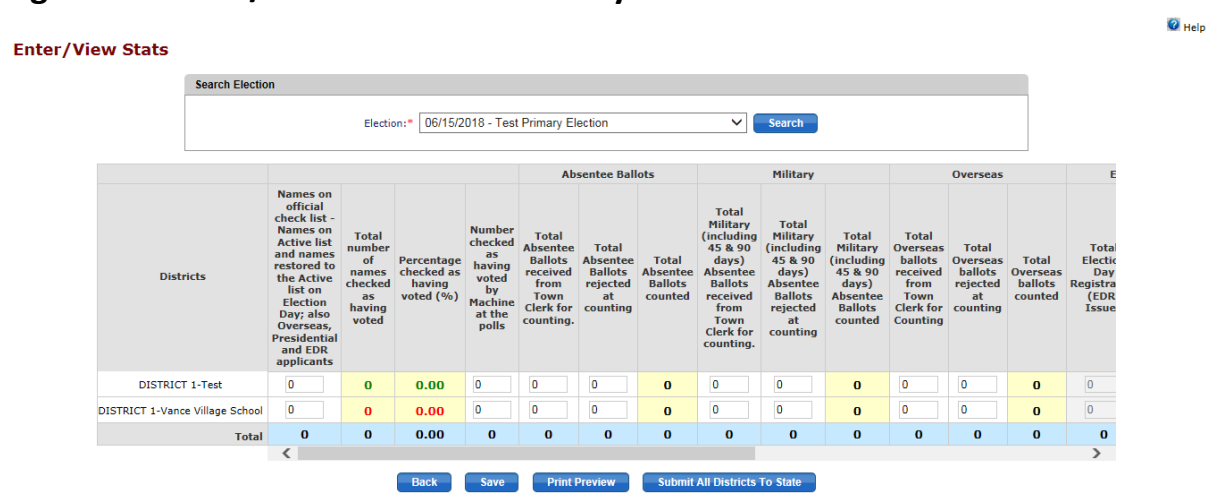 Help
Enter/View Stats
Search Election
Election:* 06/15/2018 - Test Primary Election Search
Absentee Ballots Military Overseas E
Districts
Names on
official
check list -
Names on
Active list
and names
restored to
the Active
list on
Election
Day; also
Overseas,
Presidential
and EDR
applicants
Total
number
of
names
checked
as
having
voted
Percentage
checked as
having
voted (%)
Number
checked
as
having
voted
by
Machine
at the
polls
Total
Absentee
Ballots
received
from
Town
Clerk for
counting.
Total
Absentee
Ballots
rejected
at
counting
Total
Absentee
Ballots
counted
Total
Military
(including
45 & 90
days)
Absentee
Ballots
received
from
Town
Clerk for
counting.
Total
Military
(including
45 & 90
days)
Absentee
Ballots
rejected
at
counting
Total
Military
(including
45 & 90
days)
Absentee
Ballots
counted
Total
Overseas
ballots
received
from
Town
Clerk for
Counting
Total
Overseas
ballots
rejected
at
counting
Total
Overseas
ballots
counted
Total
Electio
Day
Registra
(EDR
Issue
DISTRICT 1-Test 0 0 0.00 0 0 0 0 0 0 0 0 0 0 0
DISTRICT 1-Vance Village School 0 0 0.00 0 0 0 0 0 0 0 0 0 0 0
Total 0 0 0.00 0 0 0 0 0 0 0 0 0 0 0
Back Save Print Preview Submit All Districts To State